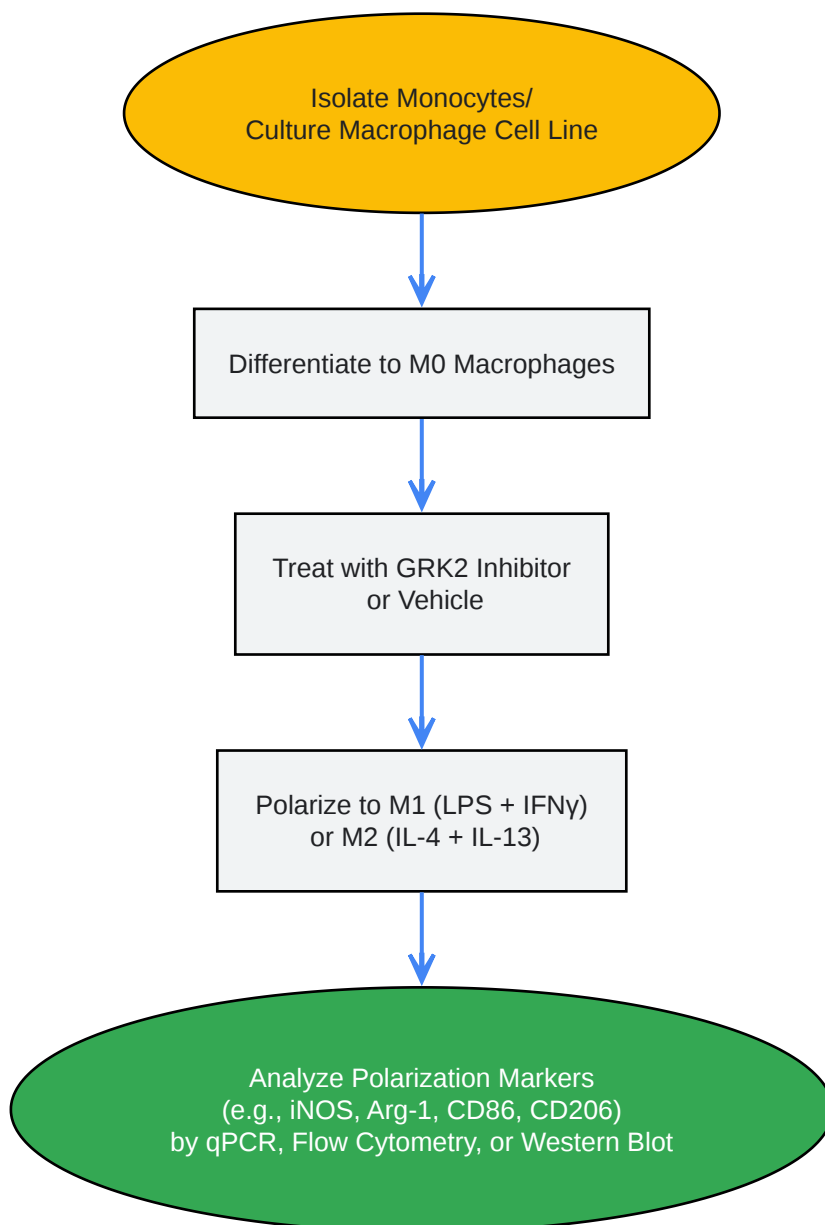 Isolate Monocytes/
Culture Macrophage Cell Line
Differentiate to M0 Macrophages
Treat with GRK2 Inhibitor
or Vehicle
Polarize to M1 (LPS + IFNγ)
or M2 (IL-4 + IL-13)
Analyze Polarization Markers
(e.g., iNOS, Arg-1, CD86, CD206)
by qPCR, Flow Cytometry, or Western Blot